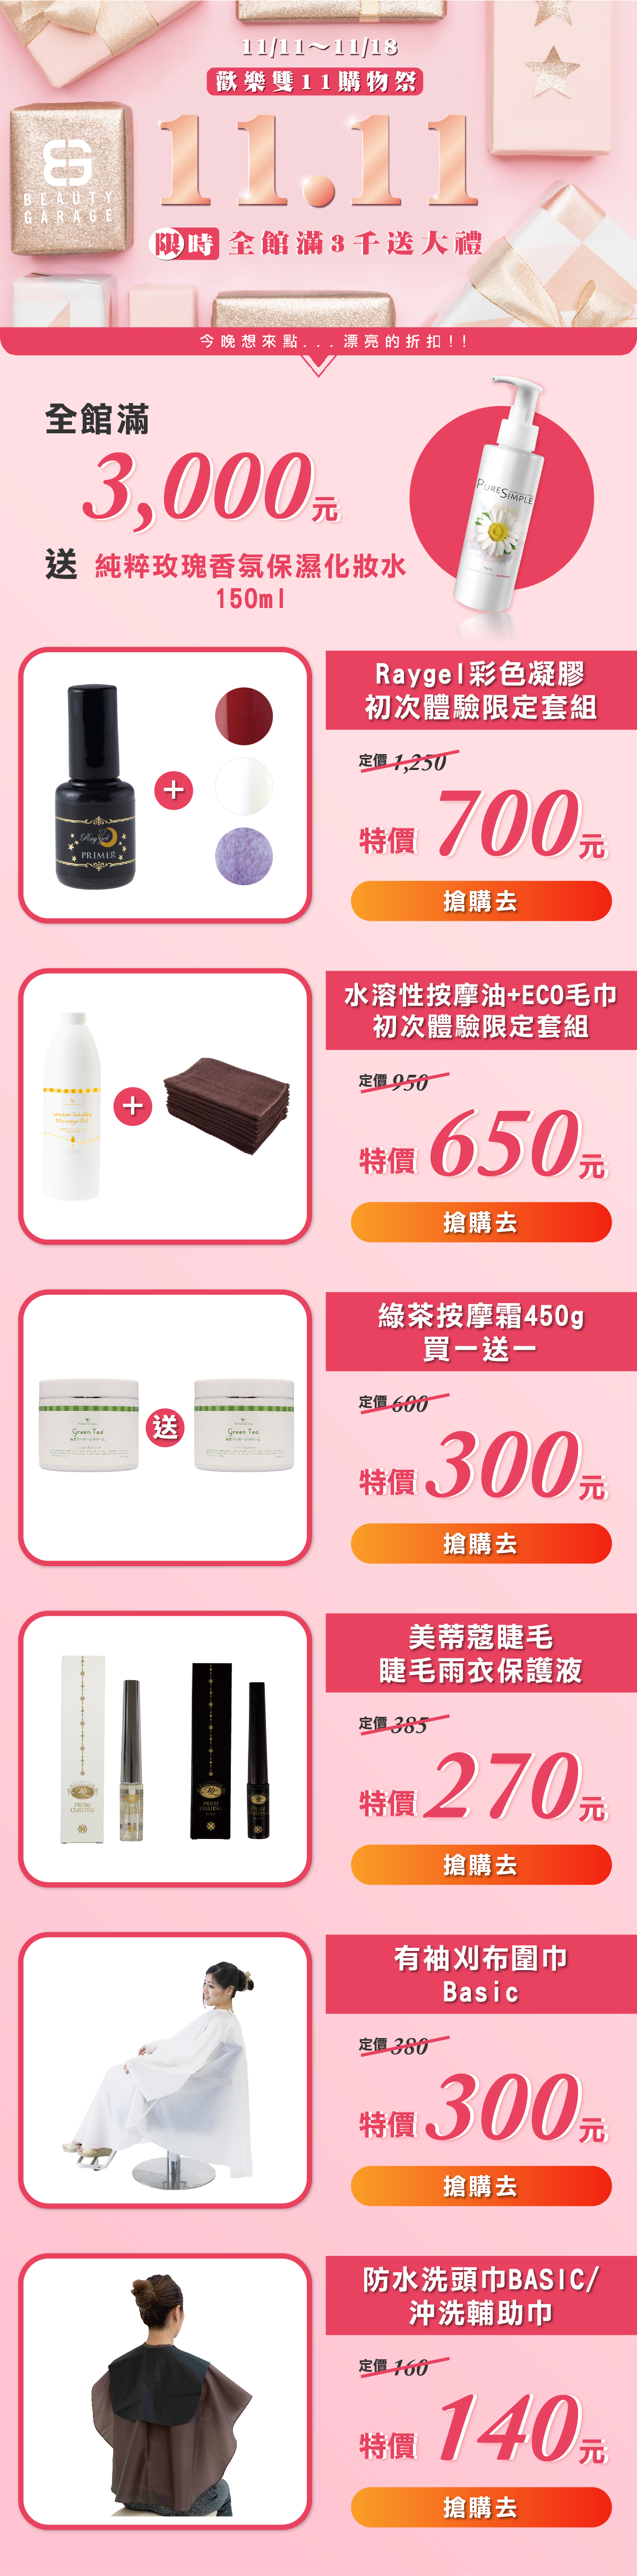 11/11～11/18
歡樂雙11購物祭
11.11
BEAUTY
GARAGE
限時 全館滿3千送大禮
今晚想來點...漂亮的折扣!!
全館滿
3,000元
送 純粹玫瑰香氛保濕化妝水
150ml
PURESIMPLE
Raygel彩色凝膠
初次體驗限定套組
Raygel
PRIMER
+
定價 1,250
特價 700元
搶購去
水溶性按摩油+ECO毛巾
初次體驗限定套組
Water Soluble
Massage Oil
+
定價 950
特價 650元
搶購去
綠茶按摩霜450g
買一送一
Green Tea
送
Green Tea
定價 600
特價 300元
搶購去
美蒂蔻睫毛
睫毛雨衣保護液
PROOF
COATING
PROOF
COATING
定價 385
特價 270元
搶購去
有袖刈布圍巾
Basic
定價 380
特價 300元
搶購去
防水洗頭巾BASIC/
沖洗輔助巾
定價 160
特價 140元
搶購去